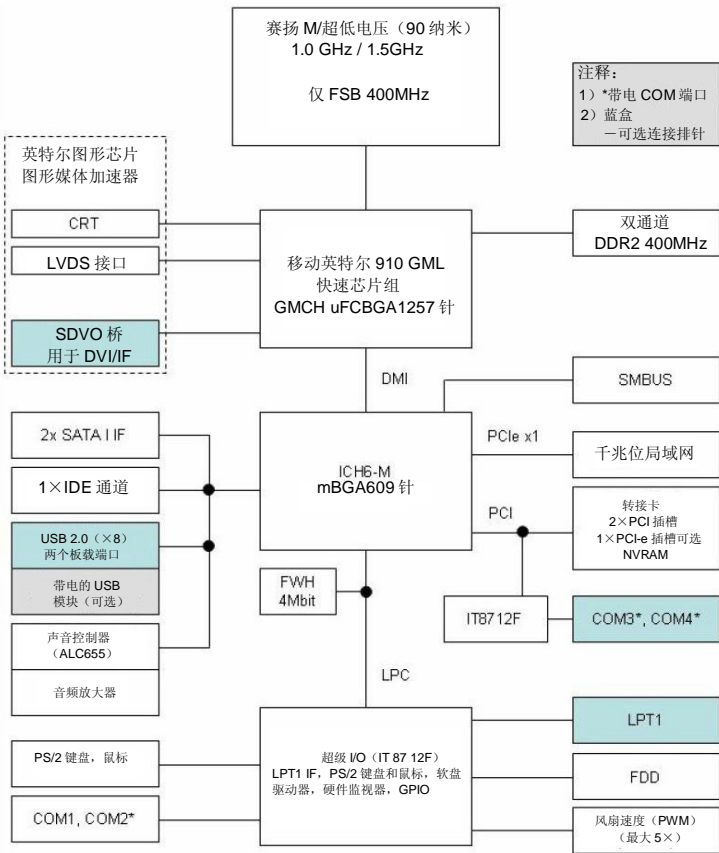 赛扬 M/超低电压（90 纳米）
1.0 GHz / 1.5GHz
仅 FSB 400MHz
注释：
1）*带电 COM 端口
2）蓝盒
－可选连接排针
英特尔图形芯片
图形媒体加速器
CRT
LVDS 接口
SDVO 桥
用于 DVI/IF
移动英特尔 910 GML
快速芯片组
GMCH uFCBGA1257 针
双通道
DDR2 400MHz
DMI
SMBUS
2x SATA I IF
1×IDE 通道
USB 2.0（×8）
两个板载端口
带电的 USB
模块（可选）
声音控制器
（ALC655）
音频放大器
ICH6-M
mBGA609 针
PCIe x1
千兆位局域网
PCI
转接卡
2×PCI 插槽
1×PCI-e 插槽可选
NVRAM
FWH
4Mbit
IT8712F
COM3*, COM4*
LPC
PS/2 键盘，鼠标
COM1, COM2*
超级 I/O（IT 87 12F）
LPT1 IF，PS/2 键盘和鼠标，软盘
驱动器，硬件监视器，GPIO
LPT1
FDD
风扇速度（PWM）
（最大 5×）